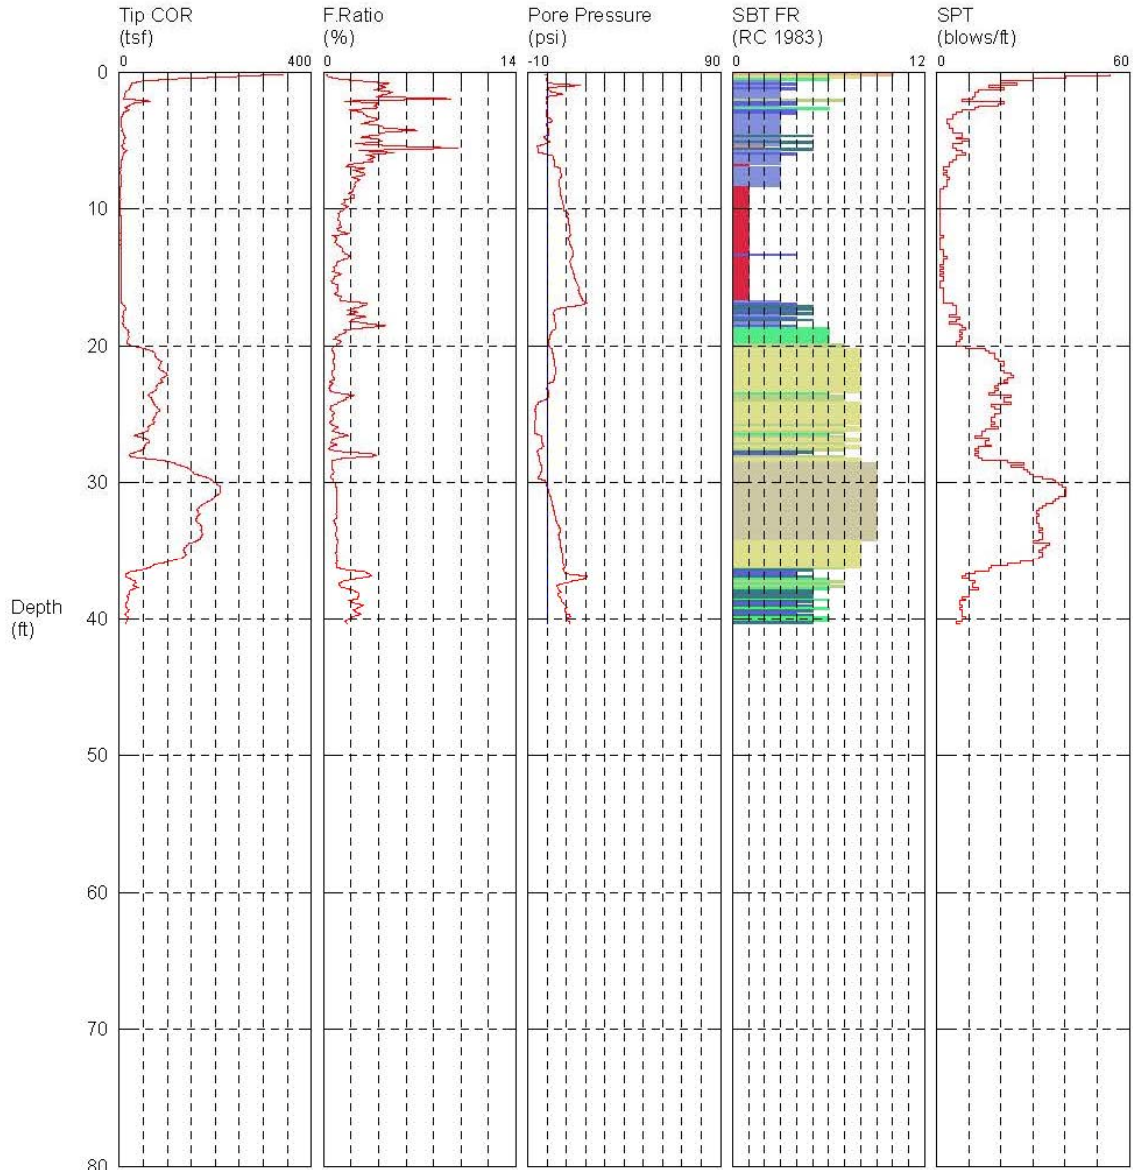 Tip COR
(tsf)
F.Ratio
(%)
Pore Pressure
(psi)
SBT FR
(RC 1983)
SPT
(blows/ft)
0 400 0 14 -10 90 0 12 0 60
0
10
20
30
Depth
(ft)
40
50
60
70
80